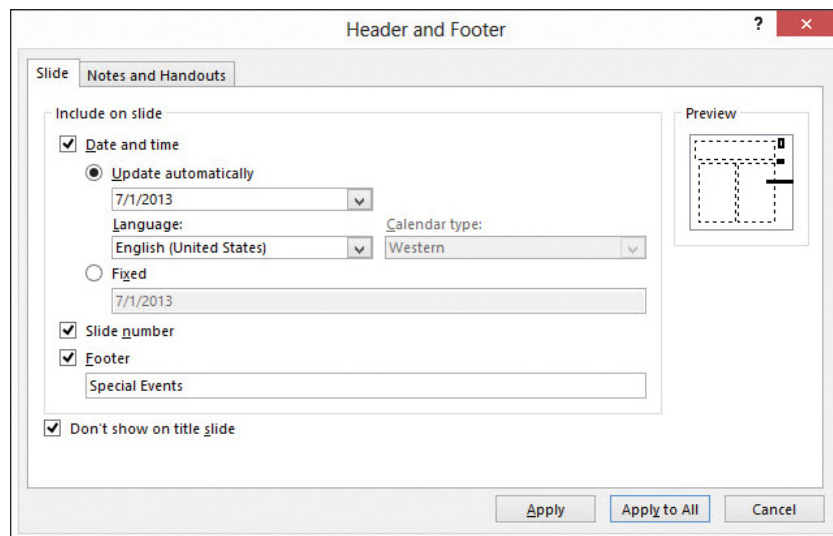 Header and Footer
?
Slide
Notes and Handouts
Include on slide
Preview
Date and time
Update automatically
7/1/2013
Language:
Calendar type:
English (United States)
Western
Fixed
7/1/2013
Slide number
Footer
Special Events
Don't show on title slide
Apply
Apply to All
Cancel